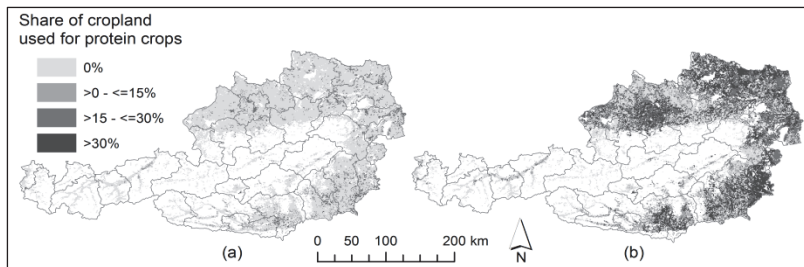 Share of cropland
used for protein crops
0%
>0 - <=15%
>15 - <=30%
>30%
(a)
0 50 100 200 km
N
(b)